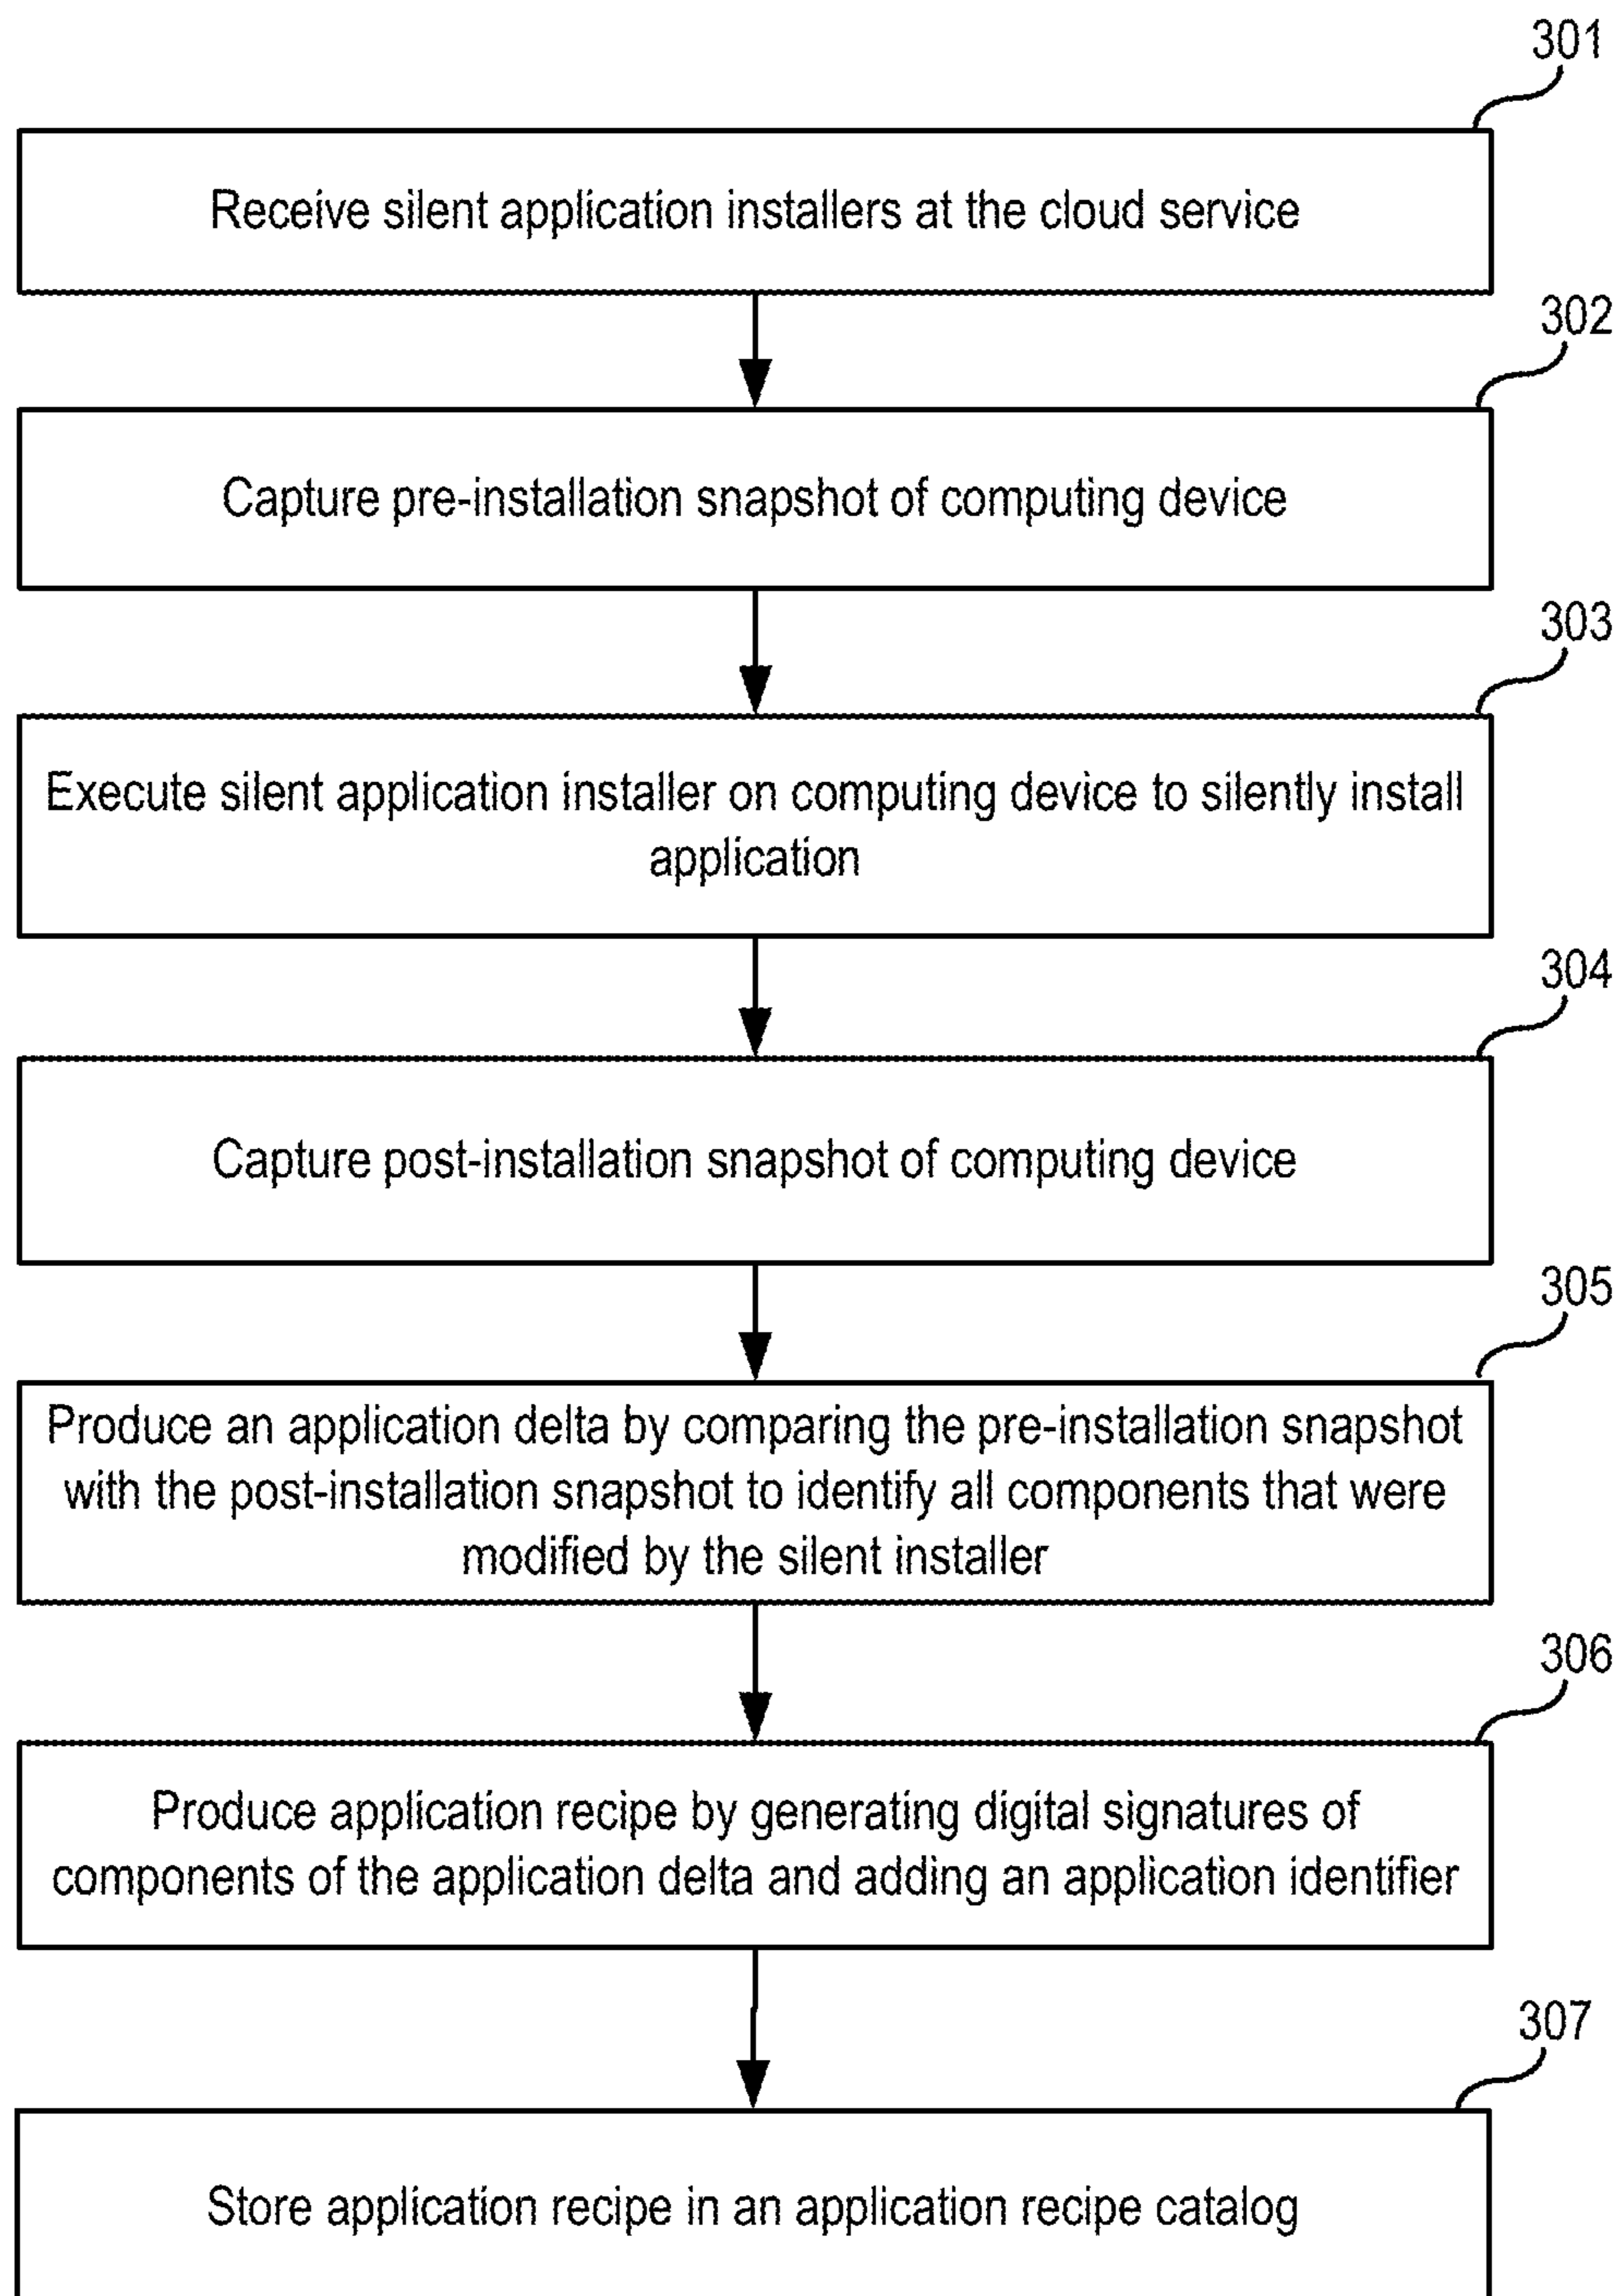 301
Receive silent application installers at the cloud service
302
Capture pre-installation snapshot of computing device
303
Execute silent application installer on computing device to silently install
application
304
Capture post-installation snapshot of computing device
305
Produce an application delta by comparing the pre-installation snapshot
with the post-installation snapshot to identify all components that were
modified by the silent installer
306
Produce application recipe by generating digital signatures of
components of the application delta and adding an application identifier
307
Store application recipe in an application recipe catalog